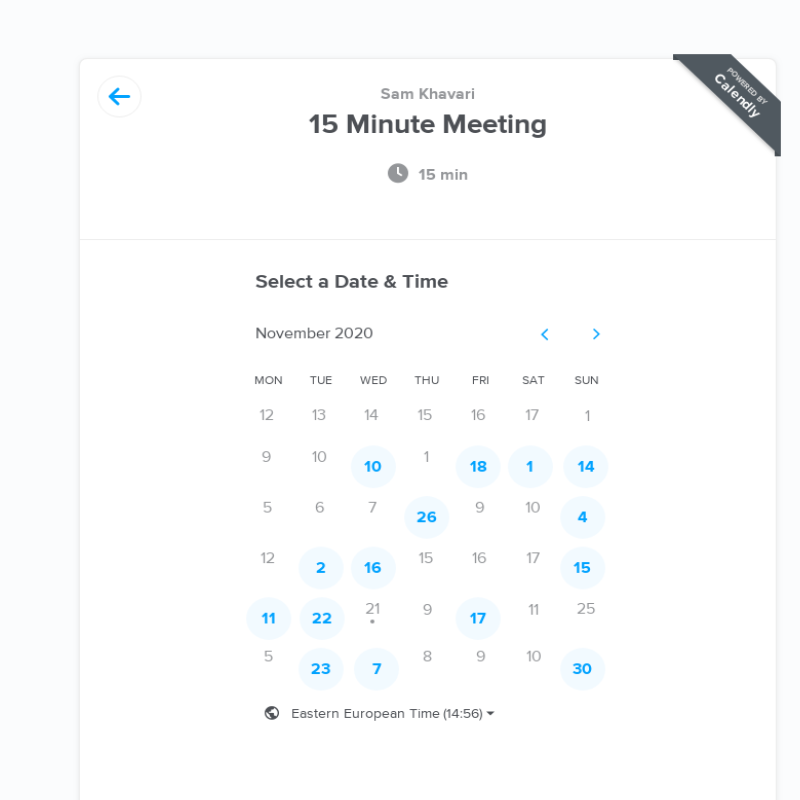 POWERED BY
Calendly
Sam Khavari
15 Minute Meeting
15 min
Select a Date & Time
November 2020
MON TUE WED THU FRI SAT SUN
12 13 14 15 16 17 1
9 10 10 1 18 1 14
5 6 7 26 9 10 4
12 2 16 15 16 17 15
11 22 21 9 17 11 25
5 23 7 8 9 10 30
Eastern European Time (14:56)